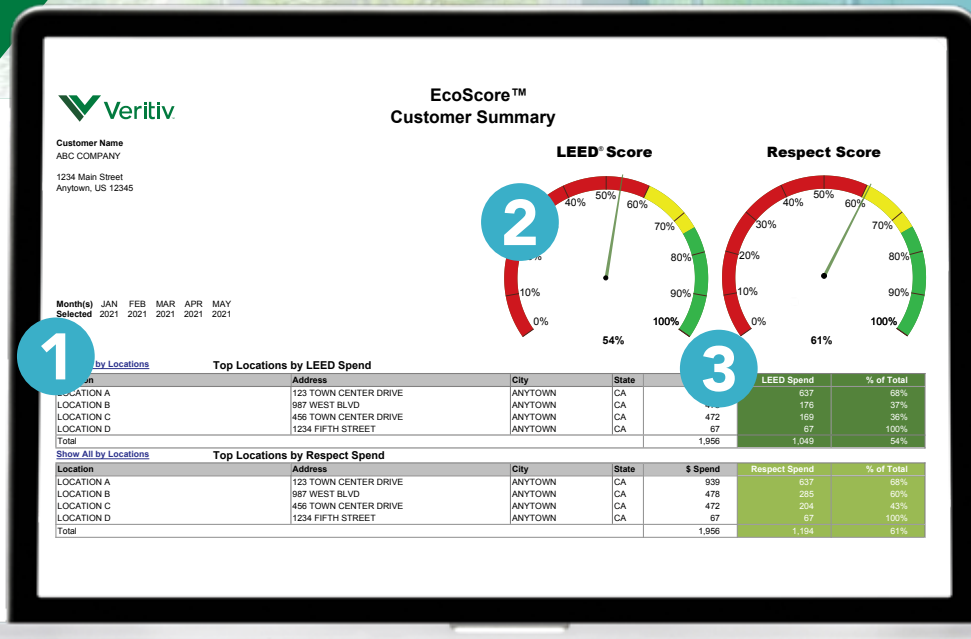 Veritiv
EcoScore™
Customer Summary
Customer Name
ABC COMPANY
1234 Main Street
Anytown, US 12345
LEED® Score
Respect Score
2
40% 50% 60% 70% 80% 90% 100%
10%
0%
54%
0% 10% 20% 30% 40% 50% 60% 70% 80% 90% 100%
61%
Month(s) JAN FEB MAR APR MAY
Selected 2021 2021 2021 2021 2021
1
3
by Locations Top Locations by LEED Spend
Address City State LEED Spend % of Total
LOCATION A 123 TOWN CENTER DRIVE ANYTOWN CA 637 68%
LOCATION B 987 WEST BLVD ANYTOWN CA 176 37%
LOCATION C 456 TOWN CENTER DRIVE ANYTOWN CA 472 169 36%
LOCATION D 1234 FIFTH STREET ANYTOWN CA 67 67 100%
Total 1,956 1,049 54%
Show All by Locations Top Locations by Respect Spend
Location Address City State $ Spend Respect Spend % of Total
LOCATION A 123 TOWN CENTER DRIVE ANYTOWN CA 939 637 68%
LOCATION B 987 WEST BLVD ANYTOWN CA 478 285 60%
LOCATION C 456 TOWN CENTER DRIVE ANYTOWN CA 472 204 43%
LOCATION D 1234 FIFTH STREET ANYTOWN CA 67 67 100%
Total 1,956 1,194 61%